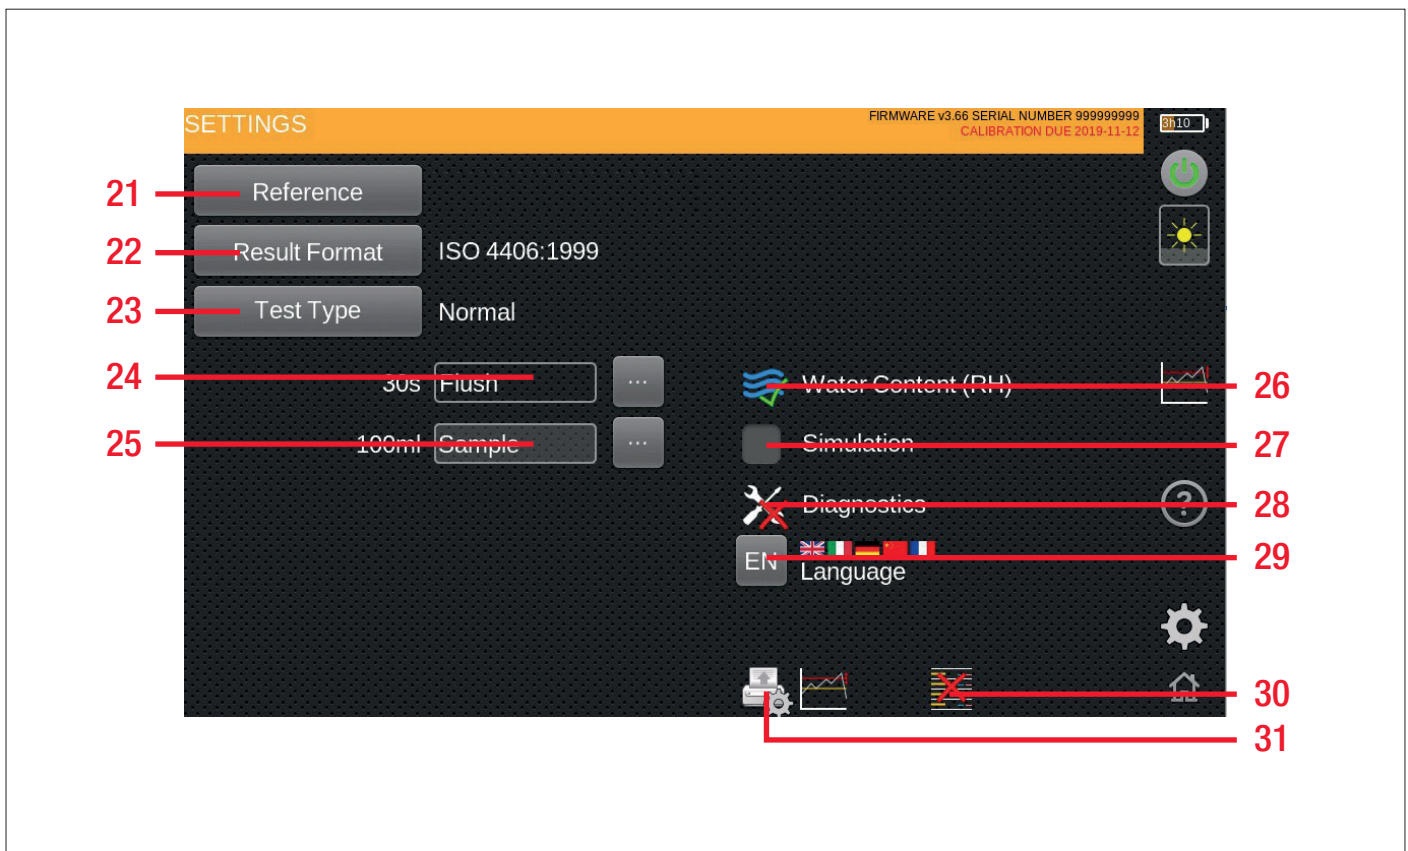 SETTINGS
FIRMWARE v3.66 SERIAL NUMBER 999999999
CALIBRATION DUE 2019-11-12
3h10
21
Reference
22
Result Format
ISO 4406:1999
23
Test Type
Normal
24
30s
Flush
...
25
100ml
Sample
...
Water Content (RH)
26
Simulation
27
Diagnostics
28
?
EN
Language
29
30
31